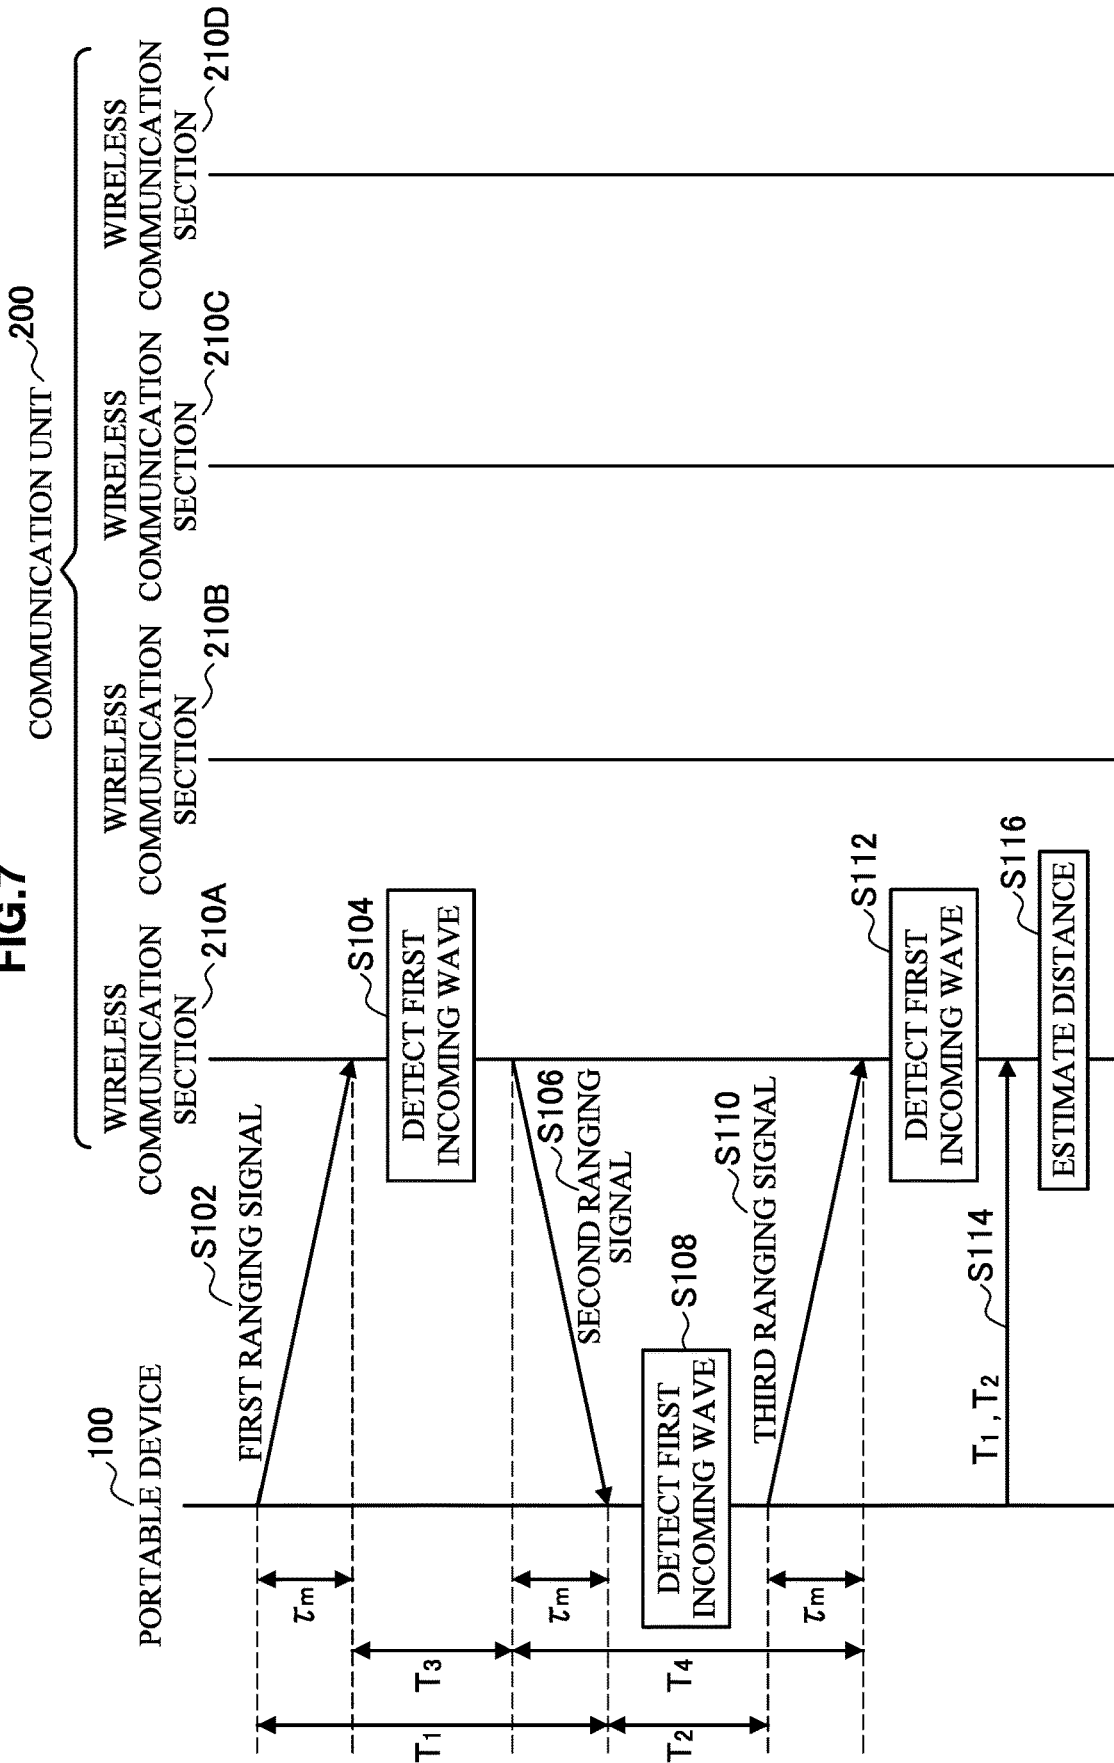 FIG.7
COMMUNICATION UNIT 200
PORTABLE DEVICE 100
WIRELESS
COMMUNICATION
SECTION 210A
WIRELESS
COMMUNICATION
SECTION 210B
WIRELESS
COMMUNICATION
SECTION 210C
WIRELESS
COMMUNICATION
SECTION 210D
S102
FIRST RANGING SIGNAL
τm
S104
DETECT FIRST
INCOMING WAVE
T3
T1
S106
SECOND RANGING
SIGNAL
τm
S108
DETECT FIRST
INCOMING WAVE
T4
T2
S110
THIRD RANGING SIGNAL
τm
S112
DETECT FIRST
INCOMING WAVE
T1, T2
S114
S116
ESTIMATE DISTANCE